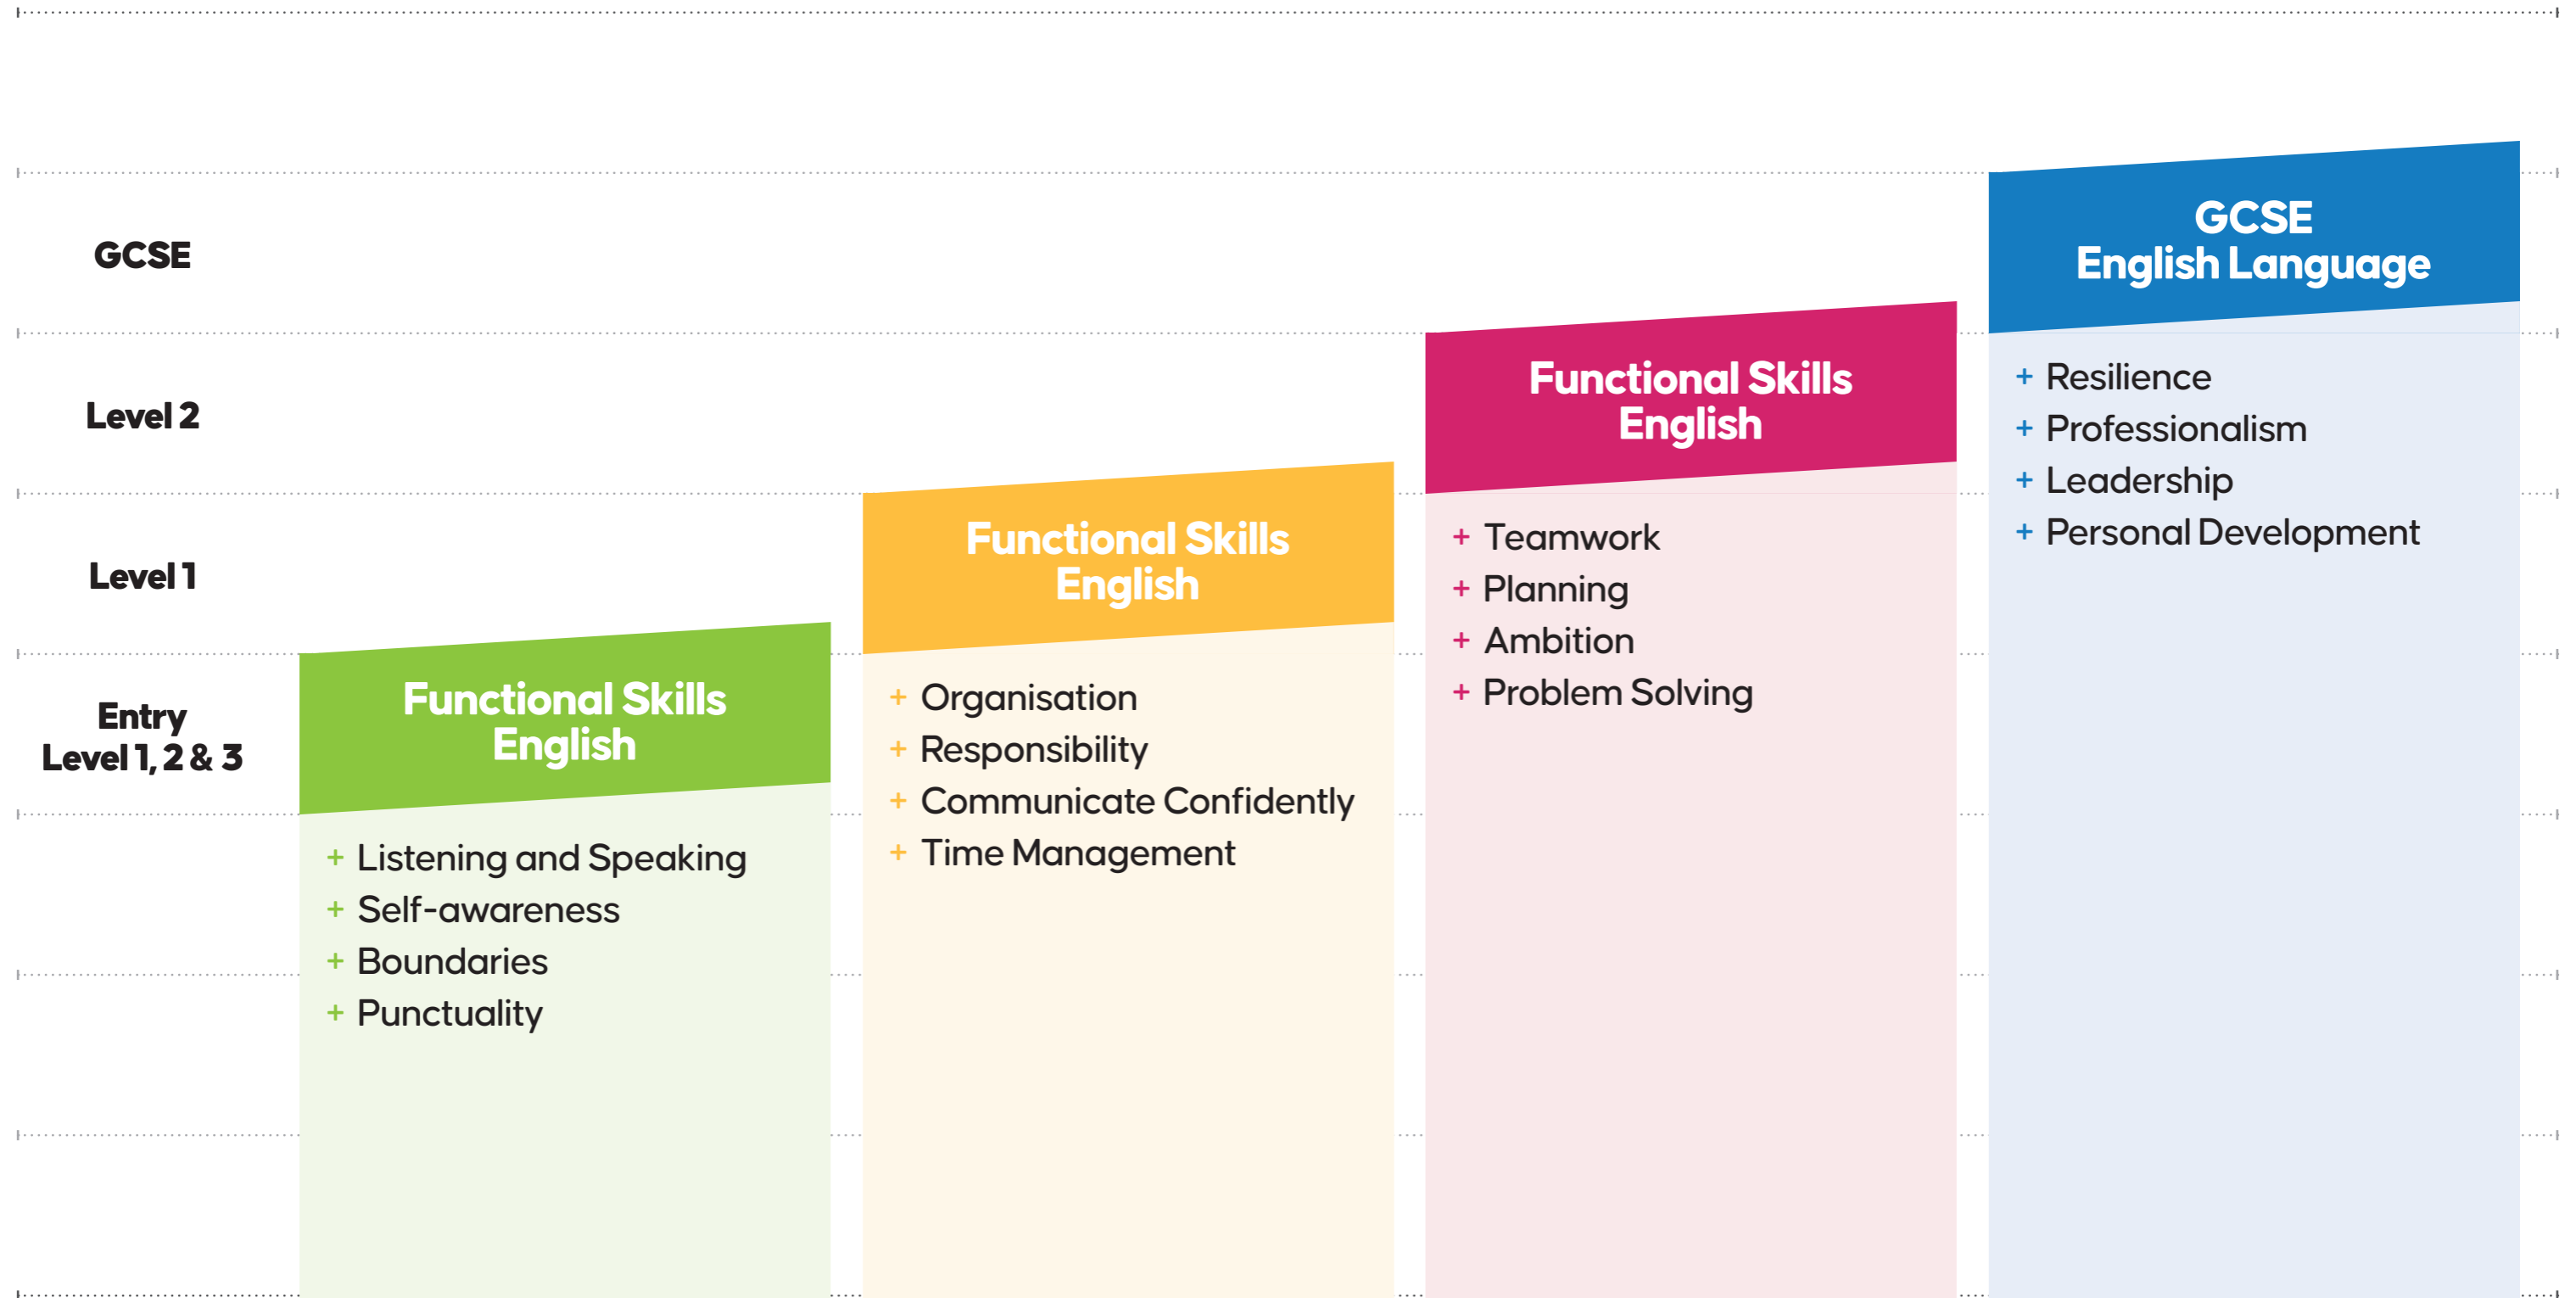 GCSE
Level 2
Level 1
Entry
Level 1, 2 & 3
Functional Skills
English
+ Listening and Speaking
+ Self-awareness
+ Boundaries
+ Punctuality
Functional Skills
English
+ Organisation
+ Responsibility
+ Communicate Confidently
+ Time Management
Functional Skills
English
+ Teamwork
+ Planning
+ Ambition
+ Problem Solving
GCSE
English Language
+ Resilience
+ Professionalism
+ Leadership
+ Personal Development